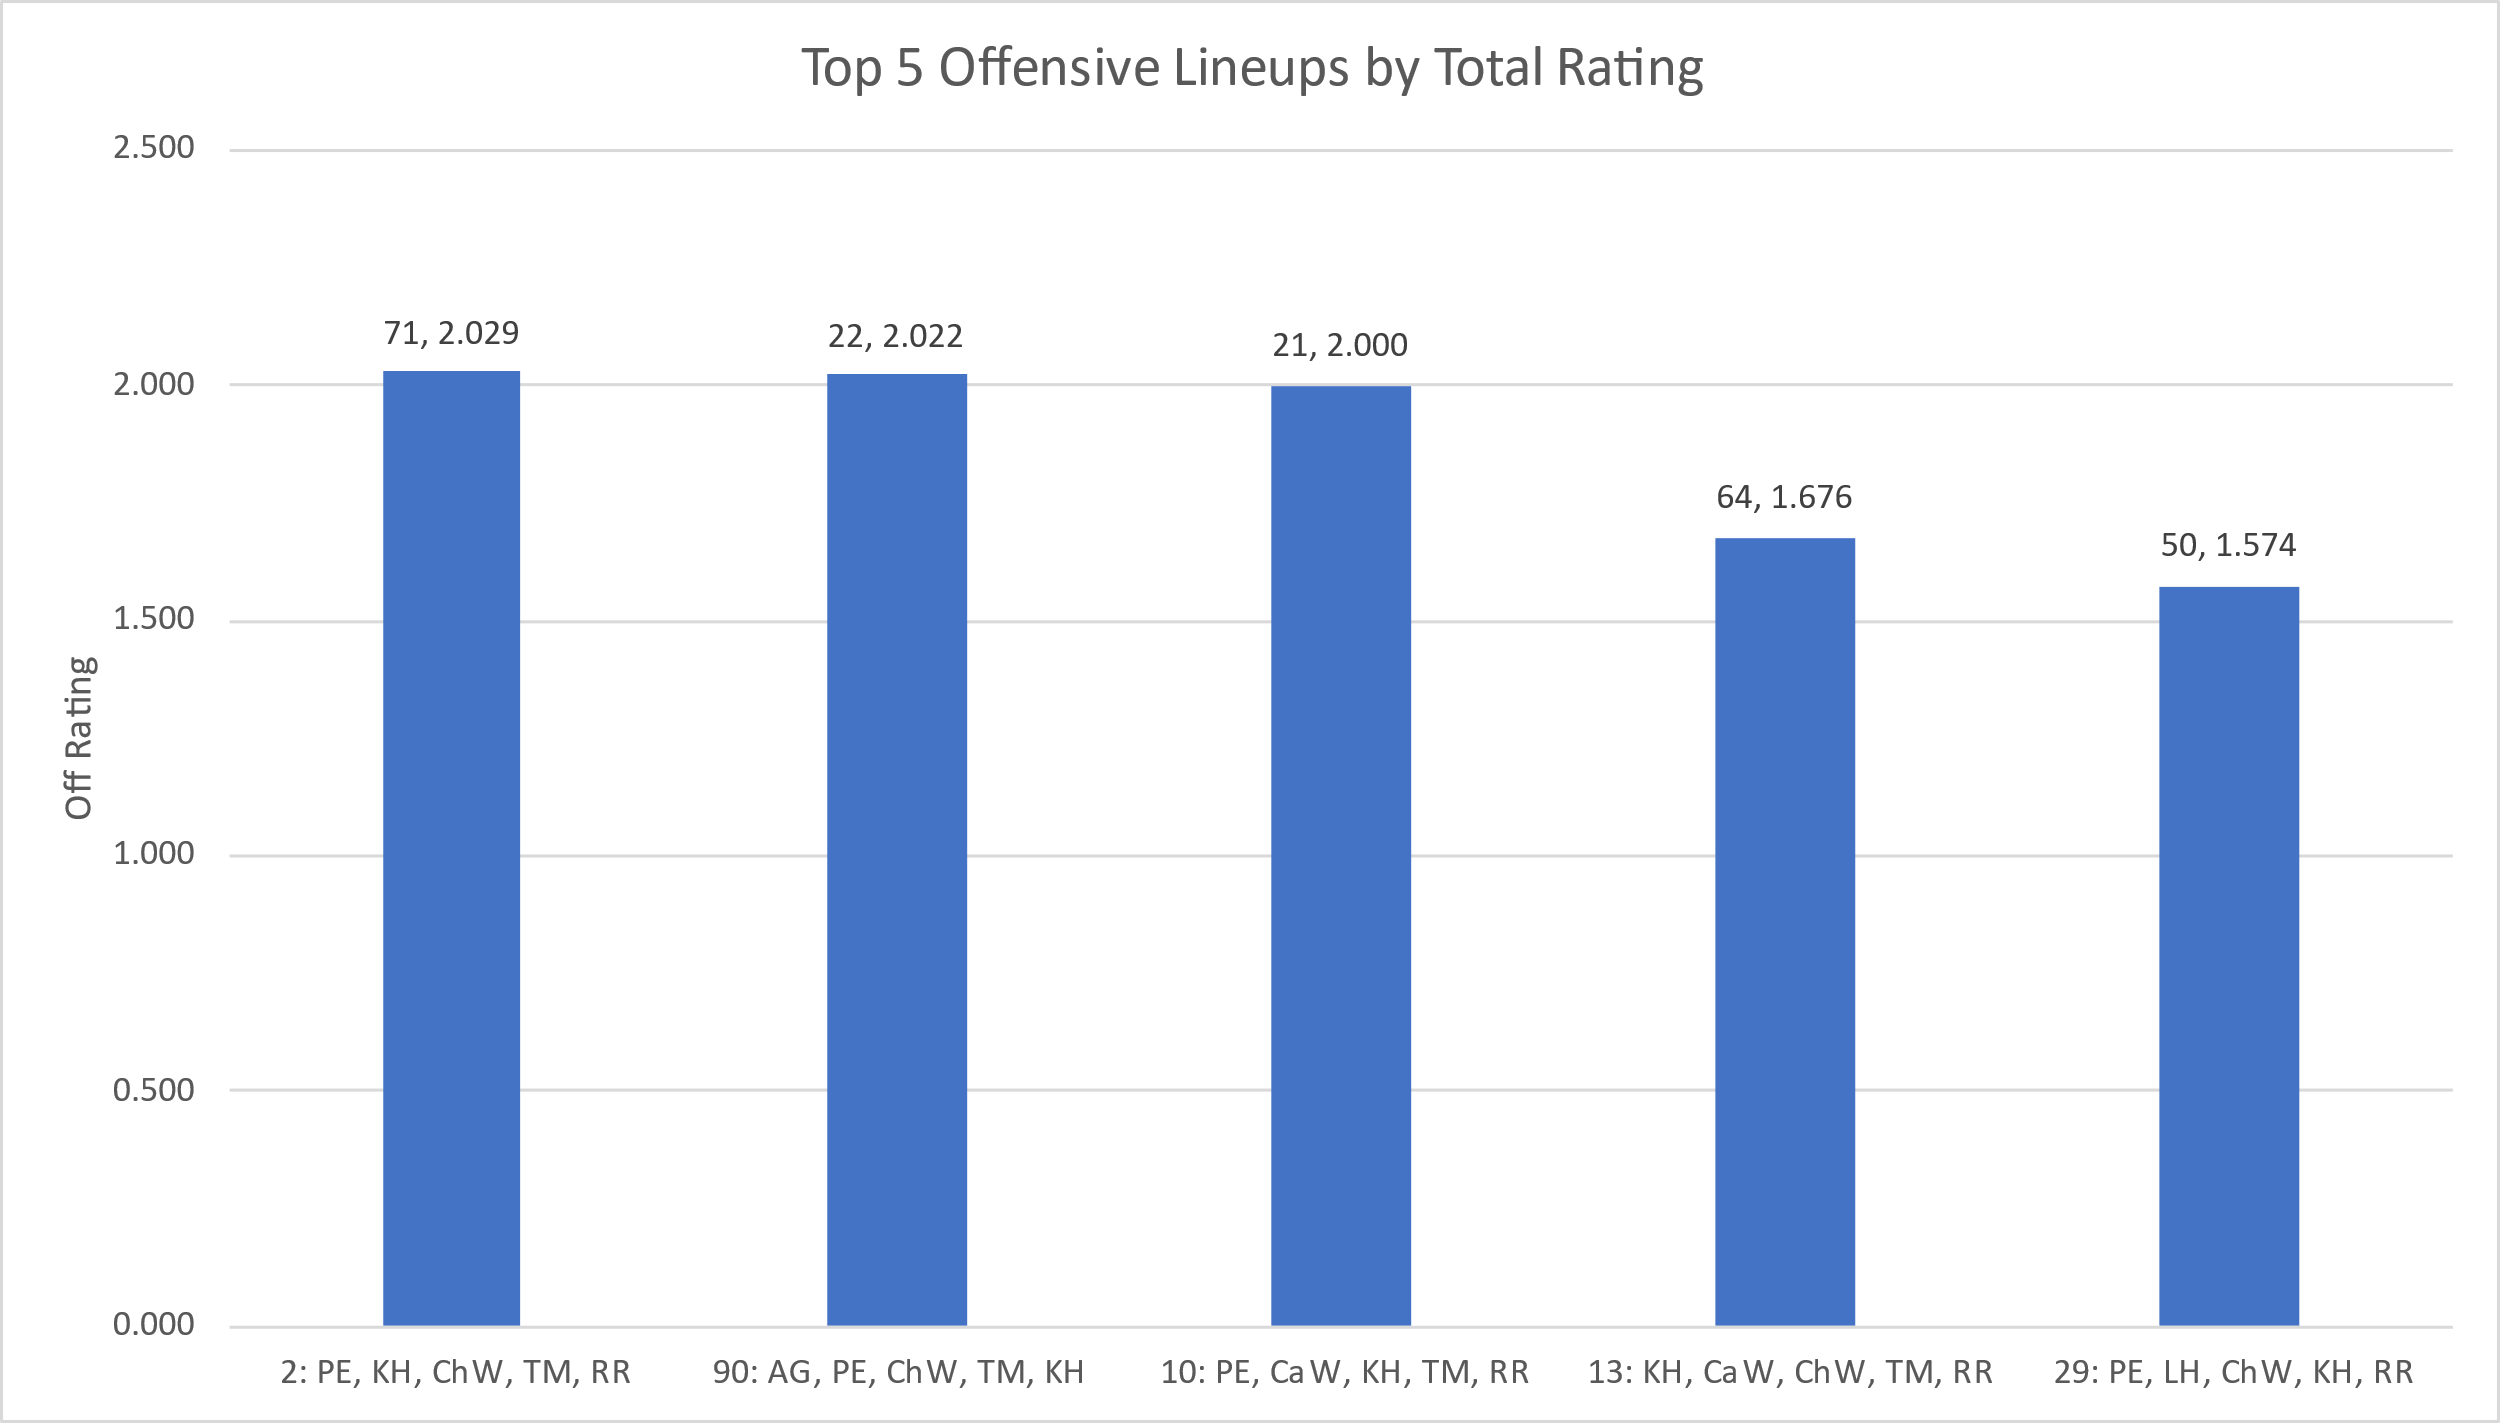 Top 5 Offensive Lineups by Total Rating
2.500
2.000
1.500
1.000
0.500
0.000
Off Rating
71, 2.029
22, 2.022
21, 2.000
64, 1.676
50, 1.574
2: PE, KH, ChW, TM, RR
90: AG, PE, ChW, TM, KH
10: PE, CaW, KH, TM, RR
13: KH, CaW, ChW, TM, RR
29: PE, LH, ChW, KH, RR